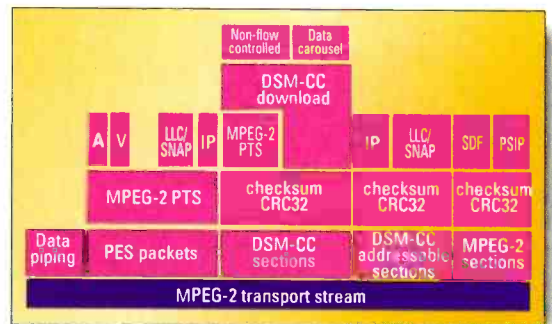 Non-flow
controlled
Data
carousel
DSM-CC
download
A
V
LLC/
SNAP
IP
MPEG-2
PTS
IP
LLC/
SNAP
SDF
PSIP
MPEG-2 PTS
checksum
CRC32
checksum
CRC32
checksum
CRC32
Data
piping
PES packets
DSM-CC
sections
DSM-CC
addressable
sections
MPEG-2
sections
MPEG-2 transport stream